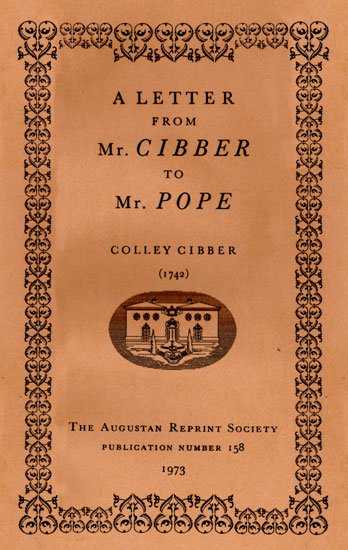 A LETTER
FROM
Mr. CIBBER
TO
Mr. POPE
COLLEY CIBBER
(1742)
THE AUGUSTAN REPRINT SOCIETY
PUBLICATION NUMBER 158
1973